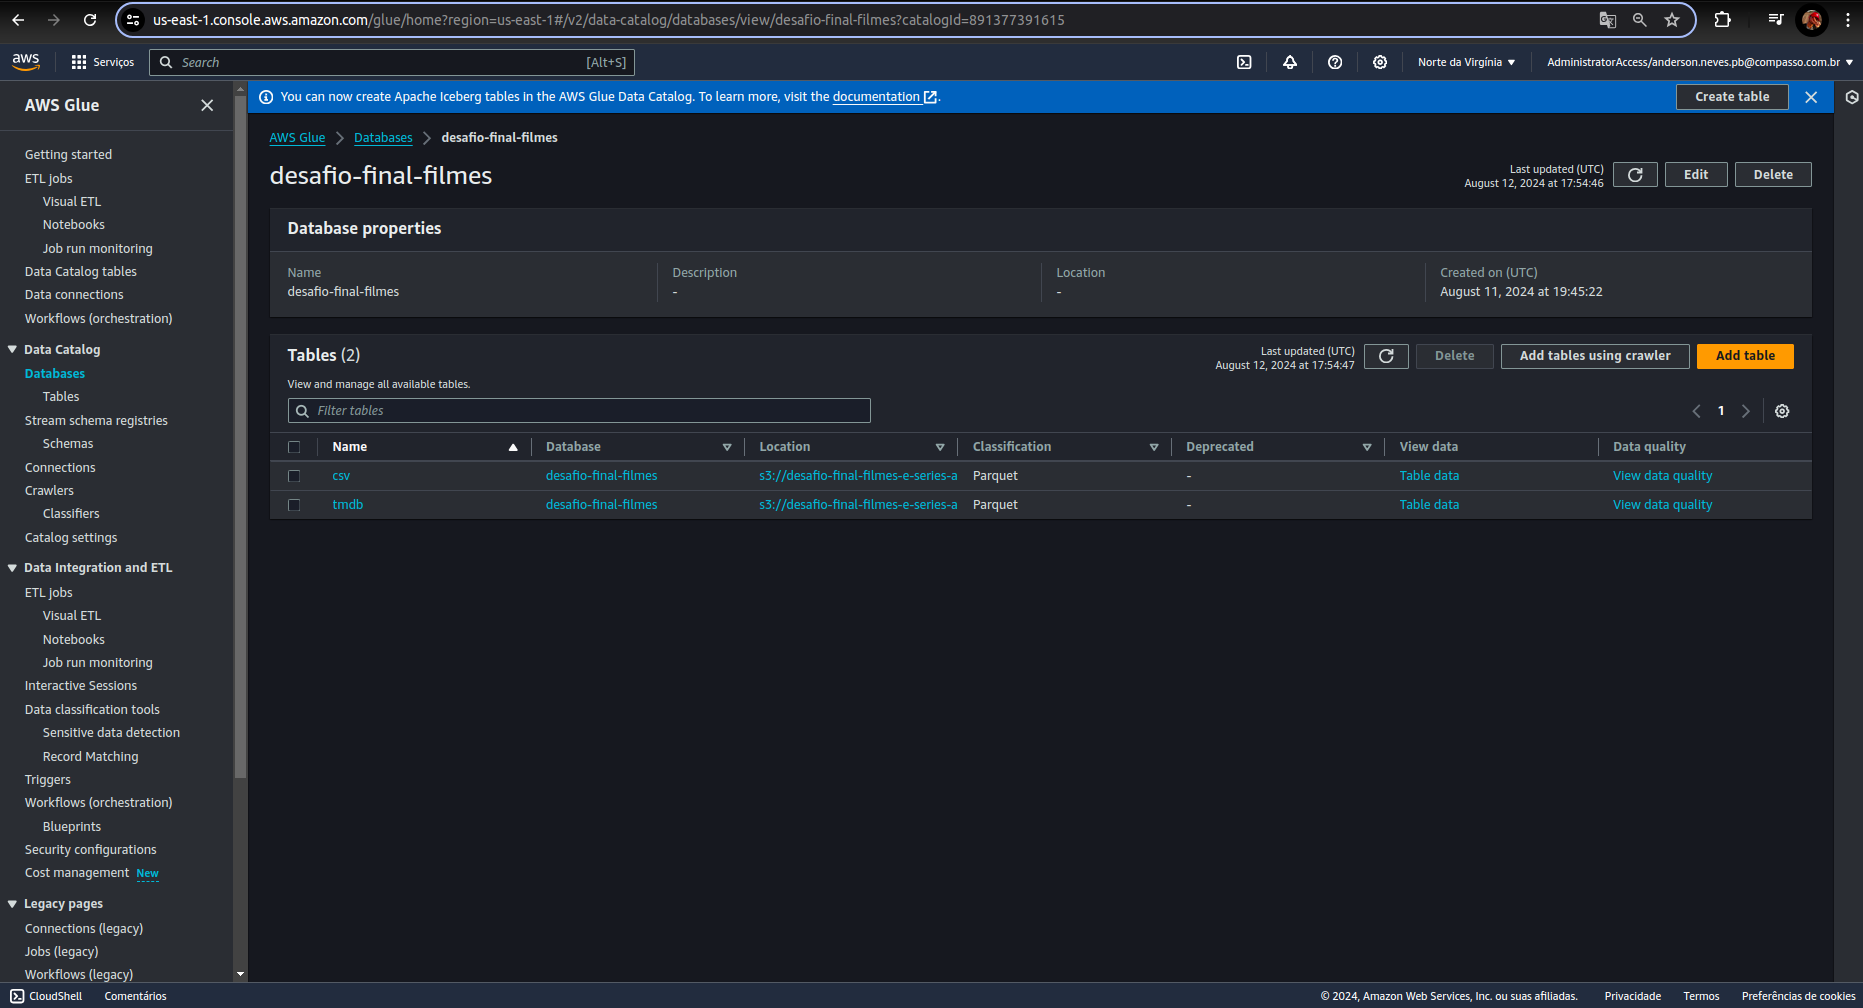 us-east-1.console.aws.amazon.com/glue/home?region=us-east-1#/v2/data-catalog/databases/view/desafio-final-filmes?catalogId=891377391615
aws
Serviços
Search
[Alt+S]
Norte da Virgínia
AdministratorAccess/anderson.neves.pb@compasso.com.br
AWS Glue
Getting started
ETL jobs
Visual ETL
Notebooks
Job run monitoring
Data Catalog tables
Data connections
Workflows (orchestration)
Data Catalog
Databases
Tables
Stream schema registries
Schemas
Connections
Crawlers
Classifiers
Catalog settings
Data Integration and ETL
ETL jobs
Visual ETL
Notebooks
Job run monitoring
Interactive Sessions
Data classification tools
Sensitive data detection
Record Matching
Triggers
Workflows (orchestration)
Blueprints
Security configurations
Cost management New
Legacy pages
Connections (legacy)
Jobs (legacy)
Workflows (legacy)
You can now create Apache Iceberg tables in the AWS Glue Data Catalog. To learn more, visit the documentation.
Create table
AWS Glue > Databases > desafio-final-filmes
desafio-final-filmes
Last updated (UTC)
August 12, 2024 at 17:54:46
Edit
Delete
Database properties
Name
desafio-final-filmes
Description
-
Location
-
Created on (UTC)
August 11, 2024 at 19:45:22
Tables (2)
Last updated (UTC)
August 12, 2024 at 17:54:47
Delete
Add tables using crawler
Add table
View and manage all available tables.
Filter tables
1
Name Database Location Classification Deprecated View data Data quality
csv desafio-final-filmes s3://desafio-final-filmes-e-series-a Parquet - Table data View data quality
tmdb desafio-final-filmes s3://desafio-final-filmes-e-series-a Parquet - Table data View data quality
CloudShell
Comentários
© 2024, Amazon Web Services, Inc. ou suas afiliadas.
Privacidade
Termos
Preferências de cookies